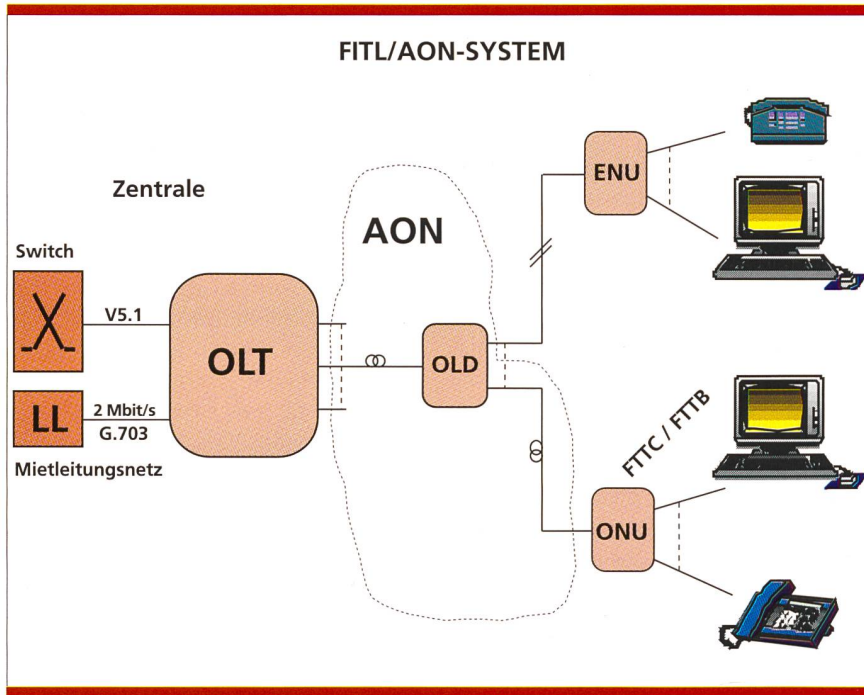 FITL/AON-SYSTEM
Zentrale
AON
ENU
Switch
V5.1
OLT
OLD
LL
2 Mbit/s
G.703
Mietleitungsnetz
FTTC / FTTB
ONU